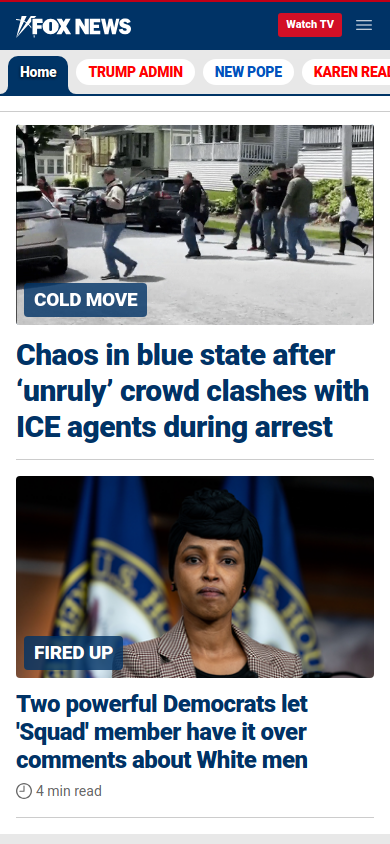 FOX NEWS
Watch TV
Home
TRUMP ADMIN
NEW POPE
KAREN READ
COLD MOVE
Chaos in blue state after
‘unruly’ crowd clashes with
ICE agents during arrest
FIRED UP
Two powerful Democrats let
'Squad' member have it over
comments about White men
4 min read